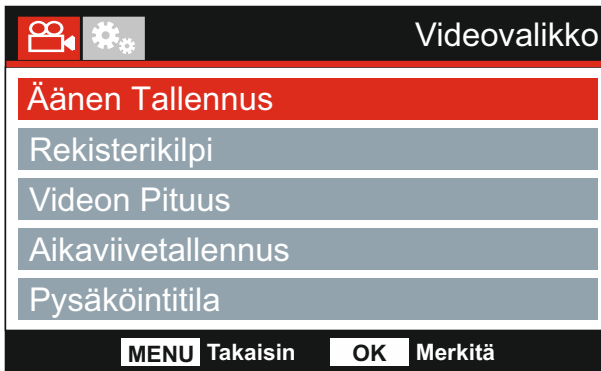 Videovalikko
Äänen Tallennus
Rekisterikilpi
Videon Pituus
Aikaviivetallennus
Pysäköintitila
MENU Takaisin OK Merkitä